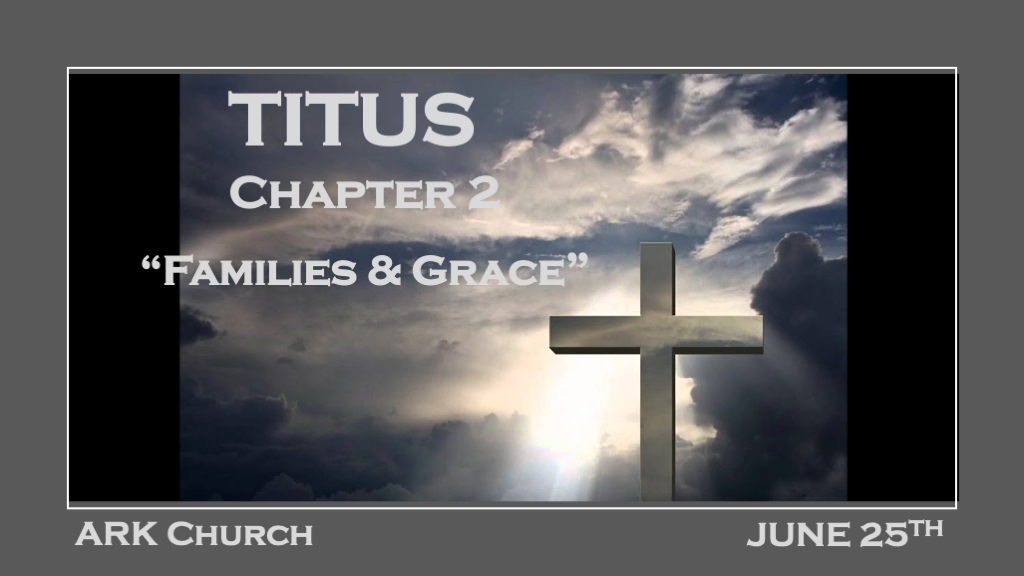 TITUS
Chapter 2
“Families & Grace”
ARK Church
JUNE 25TH